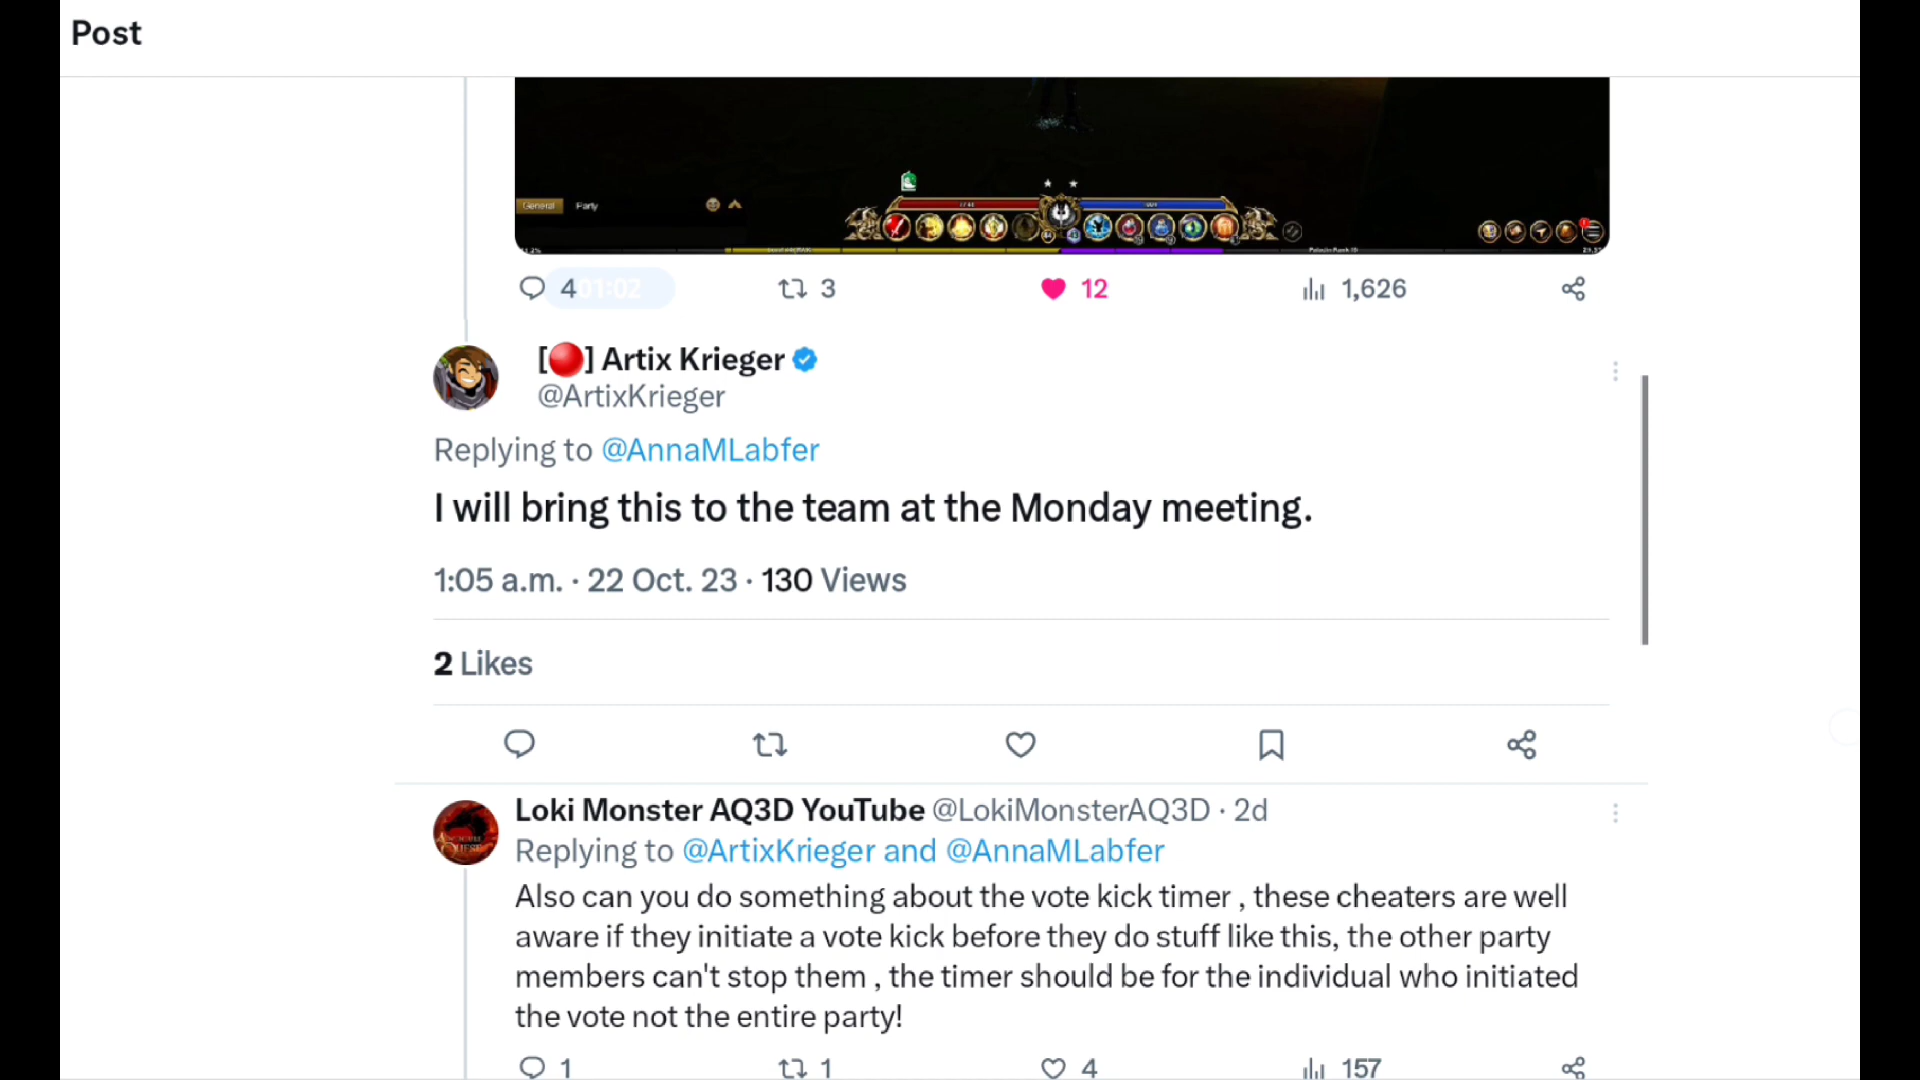 Post
General Party
4 01:02 3 12 1,626
[🔴] Artix Krieger
@ArtixKrieger
Replying to @AnnaMLabfer
I will bring this to the team at the Monday meeting.
1:05 a.m. · 22 Oct. 23 · 130 Views
2 Likes
Loki Monster AQ3D YouTube @LokiMonsterAQ3D · 2d
Replying to @ArtixKrieger and @AnnaMLabfer
Also can you do something about the vote kick timer , these cheaters are well
aware if they initiate a vote kick before they do stuff like this, the other party
members can't stop them , the timer should be for the individual who initiated
the vote not the entire party!
1 1 4 157